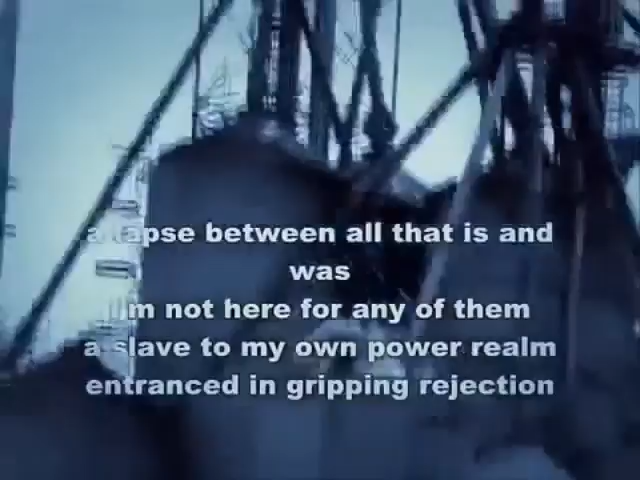 a lapse between all that is and
was
i'm not here for any of them
a slave to my own power realm
entranced in gripping rejection